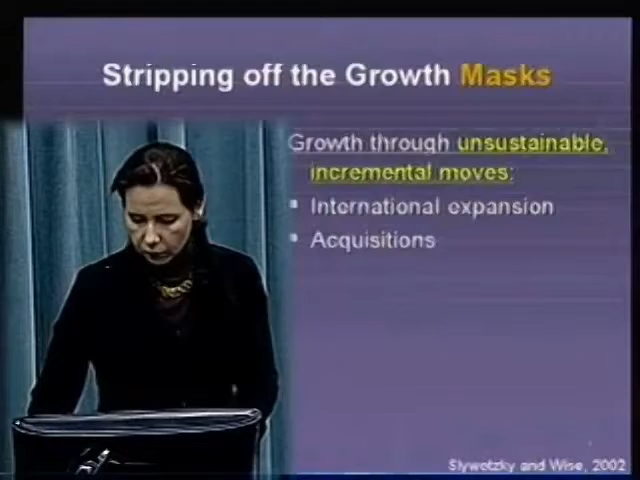 Stripping off the Growth Masks
Growth through unsustainable,
incremental moves:
International expansion
Acquisitions
Slywotzky and Wise, 2002